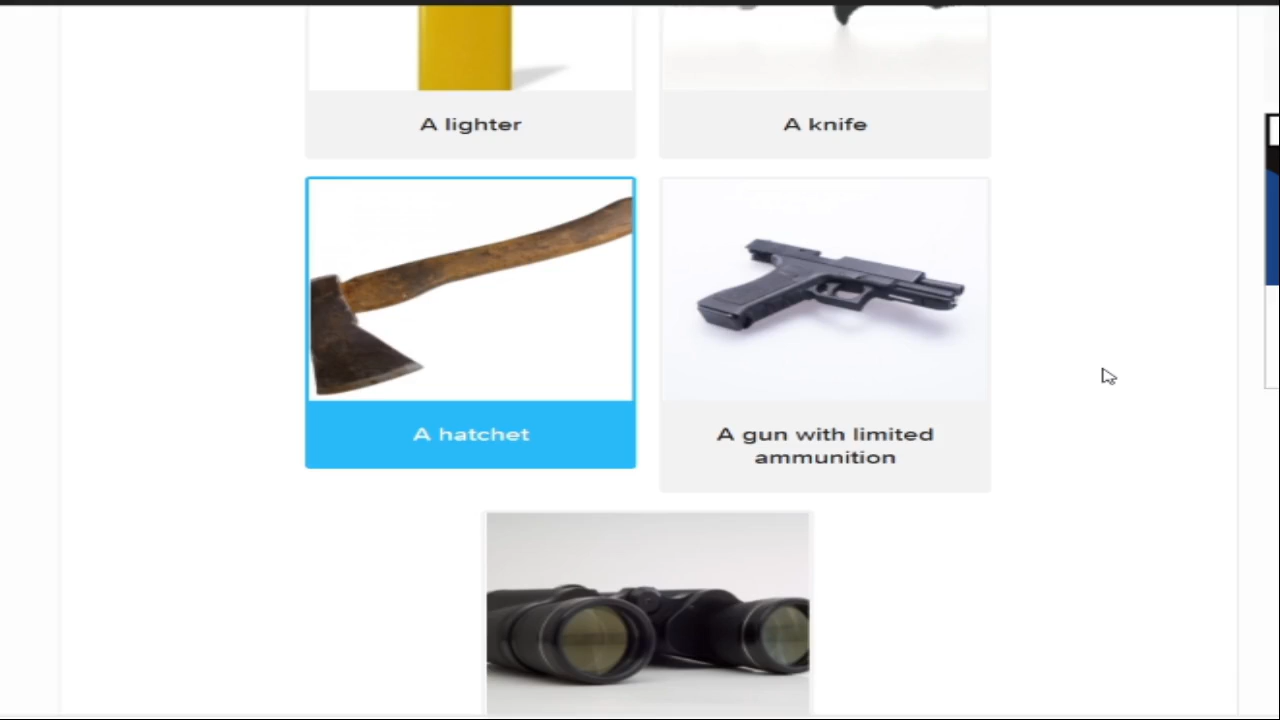 A lighter
A knife
A hatchet
A gun with limited
ammunition